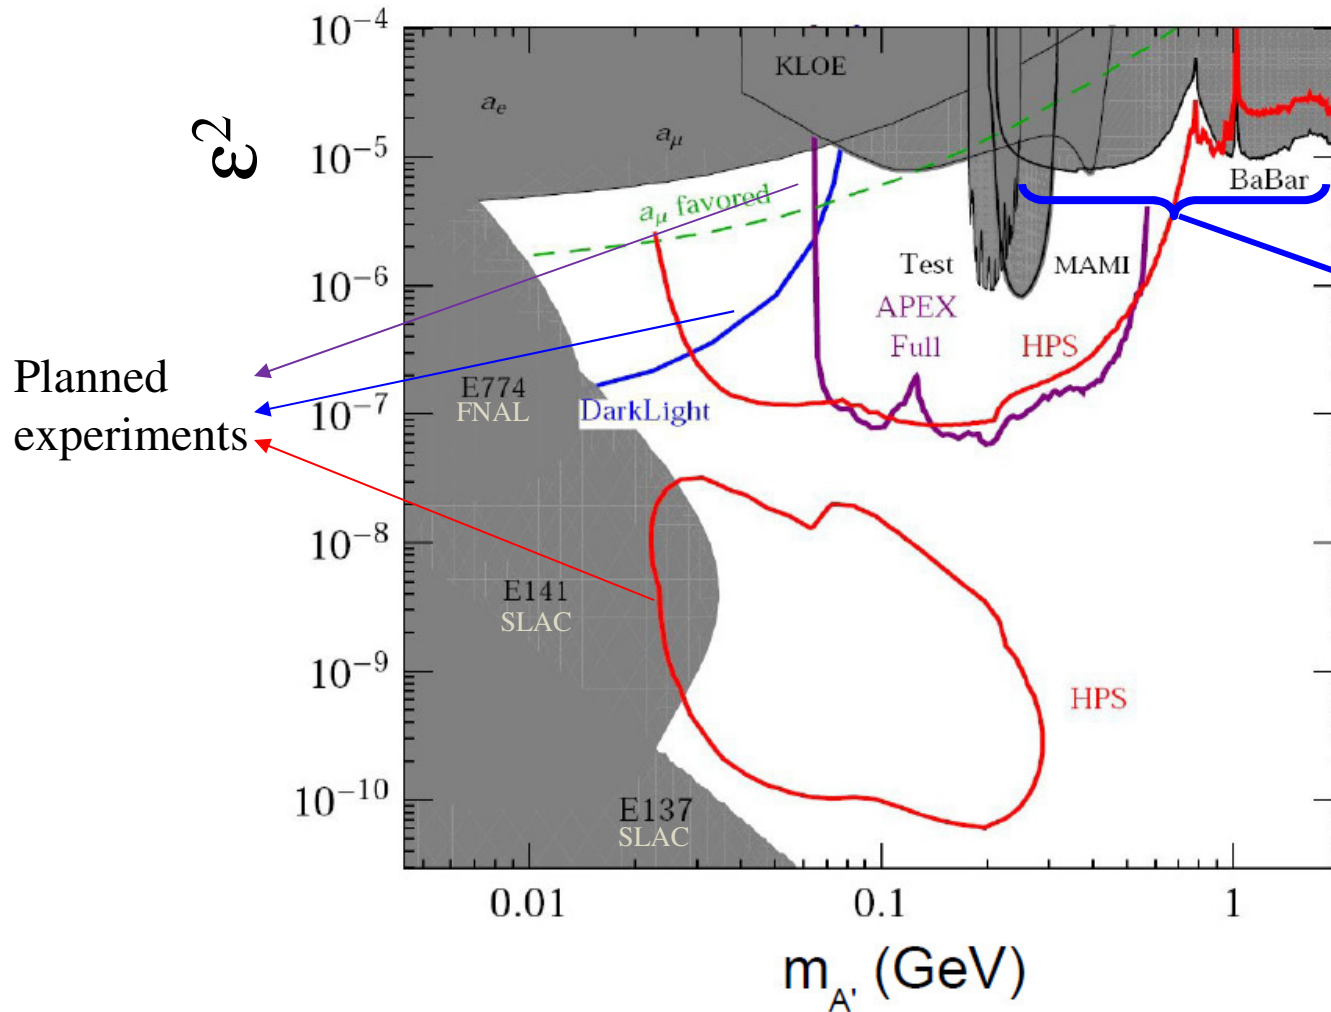 10⁻⁴
10⁻⁵
10⁻⁶
10⁻⁷
10⁻⁸
10⁻⁹
10⁻¹⁰
ε²
KLOE
a_e
a_μ
a_μ favored
BaBar
Test
MAMI
APEX
Full
HPS
Planned
experiments
E774
FNAL
DarkLight
E141
SLAC
HPS
E137
SLAC
0.01
0.1
1
m_A' (GeV)